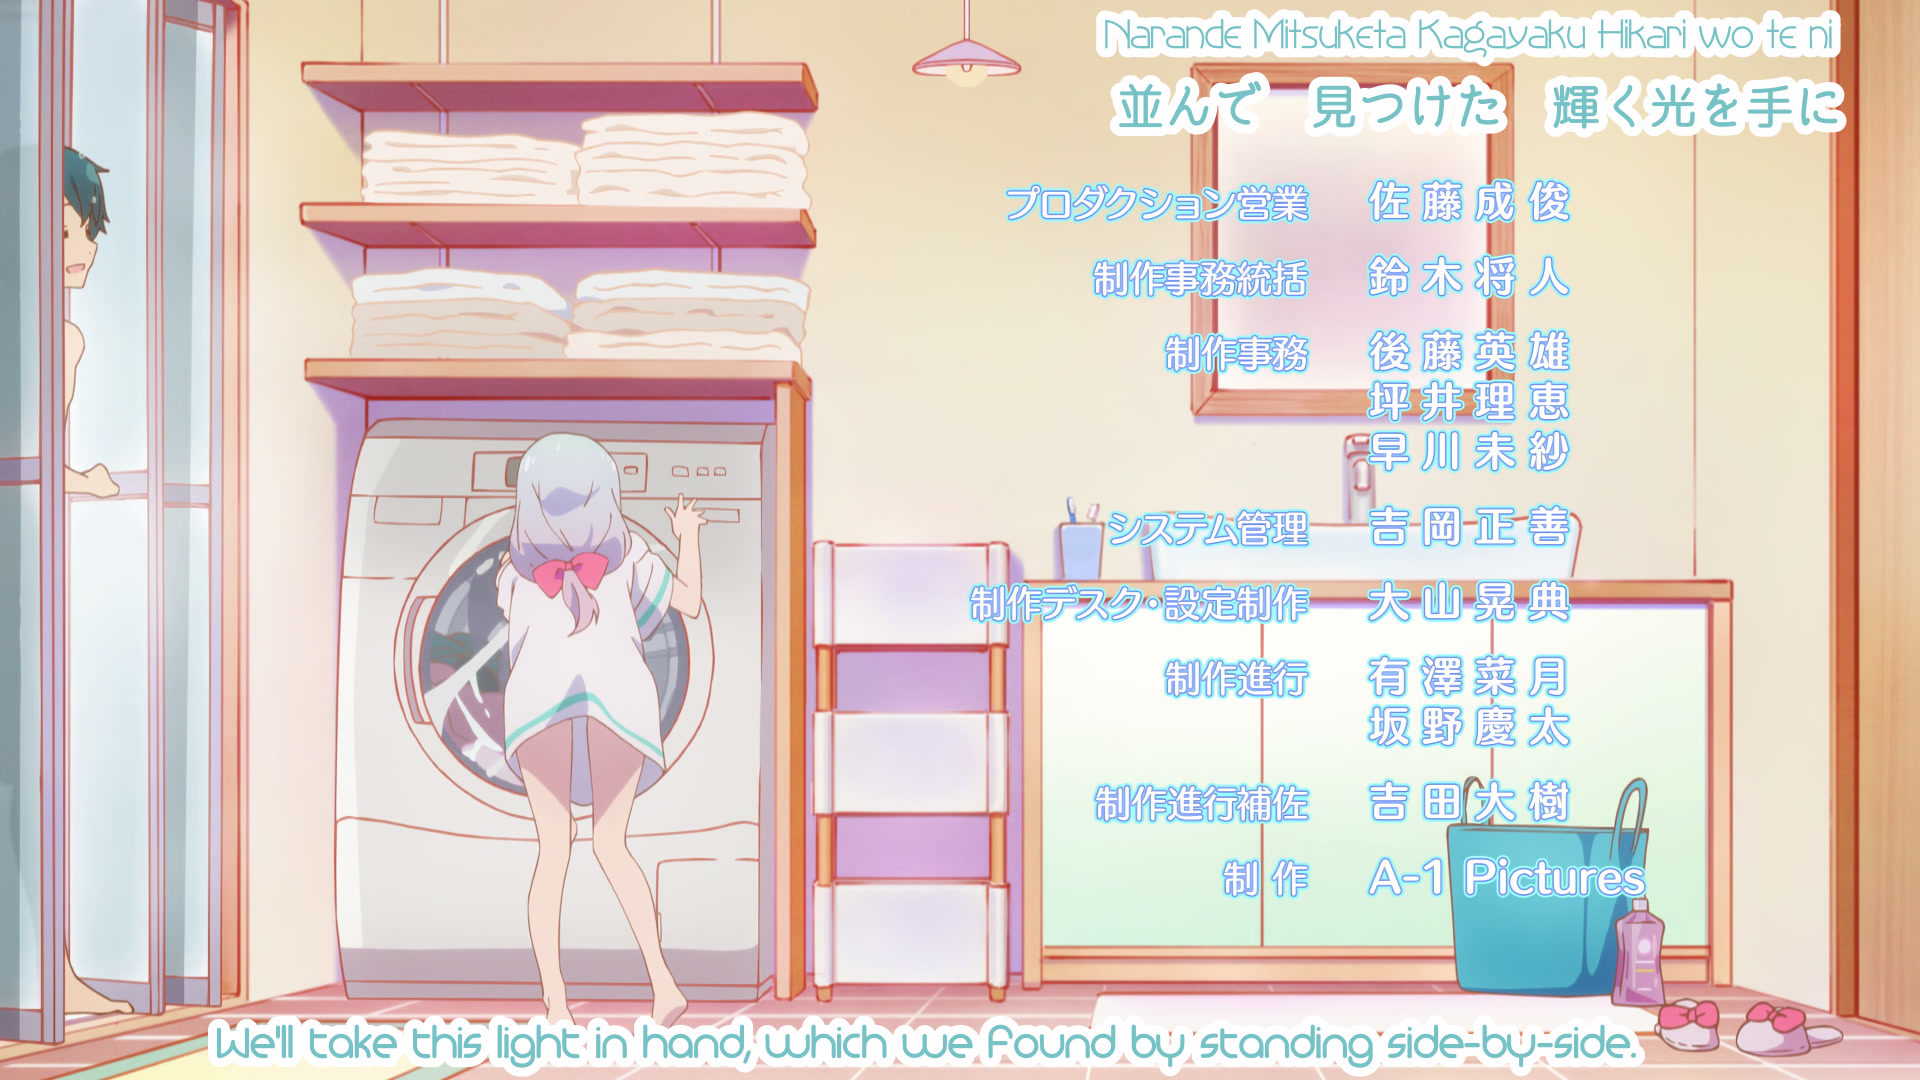 Narande Mitsuketa Kagayaku Hikari wo te ni
並んで　見つけた　輝く光を手に
プロダクション営業　佐藤成俊
制作事務統括　鈴木将人
制作事務　後藤英雄
坪井理恵
早川未紗
システム管理　吉岡正善
制作デスク・設定制作　大山晃典
制作進行　有澤菜月
坂野慶太
制作進行補佐　吉田大樹
制作　A-1 Pictures
We'll take this light in hand, which we found by standing side-by-side.